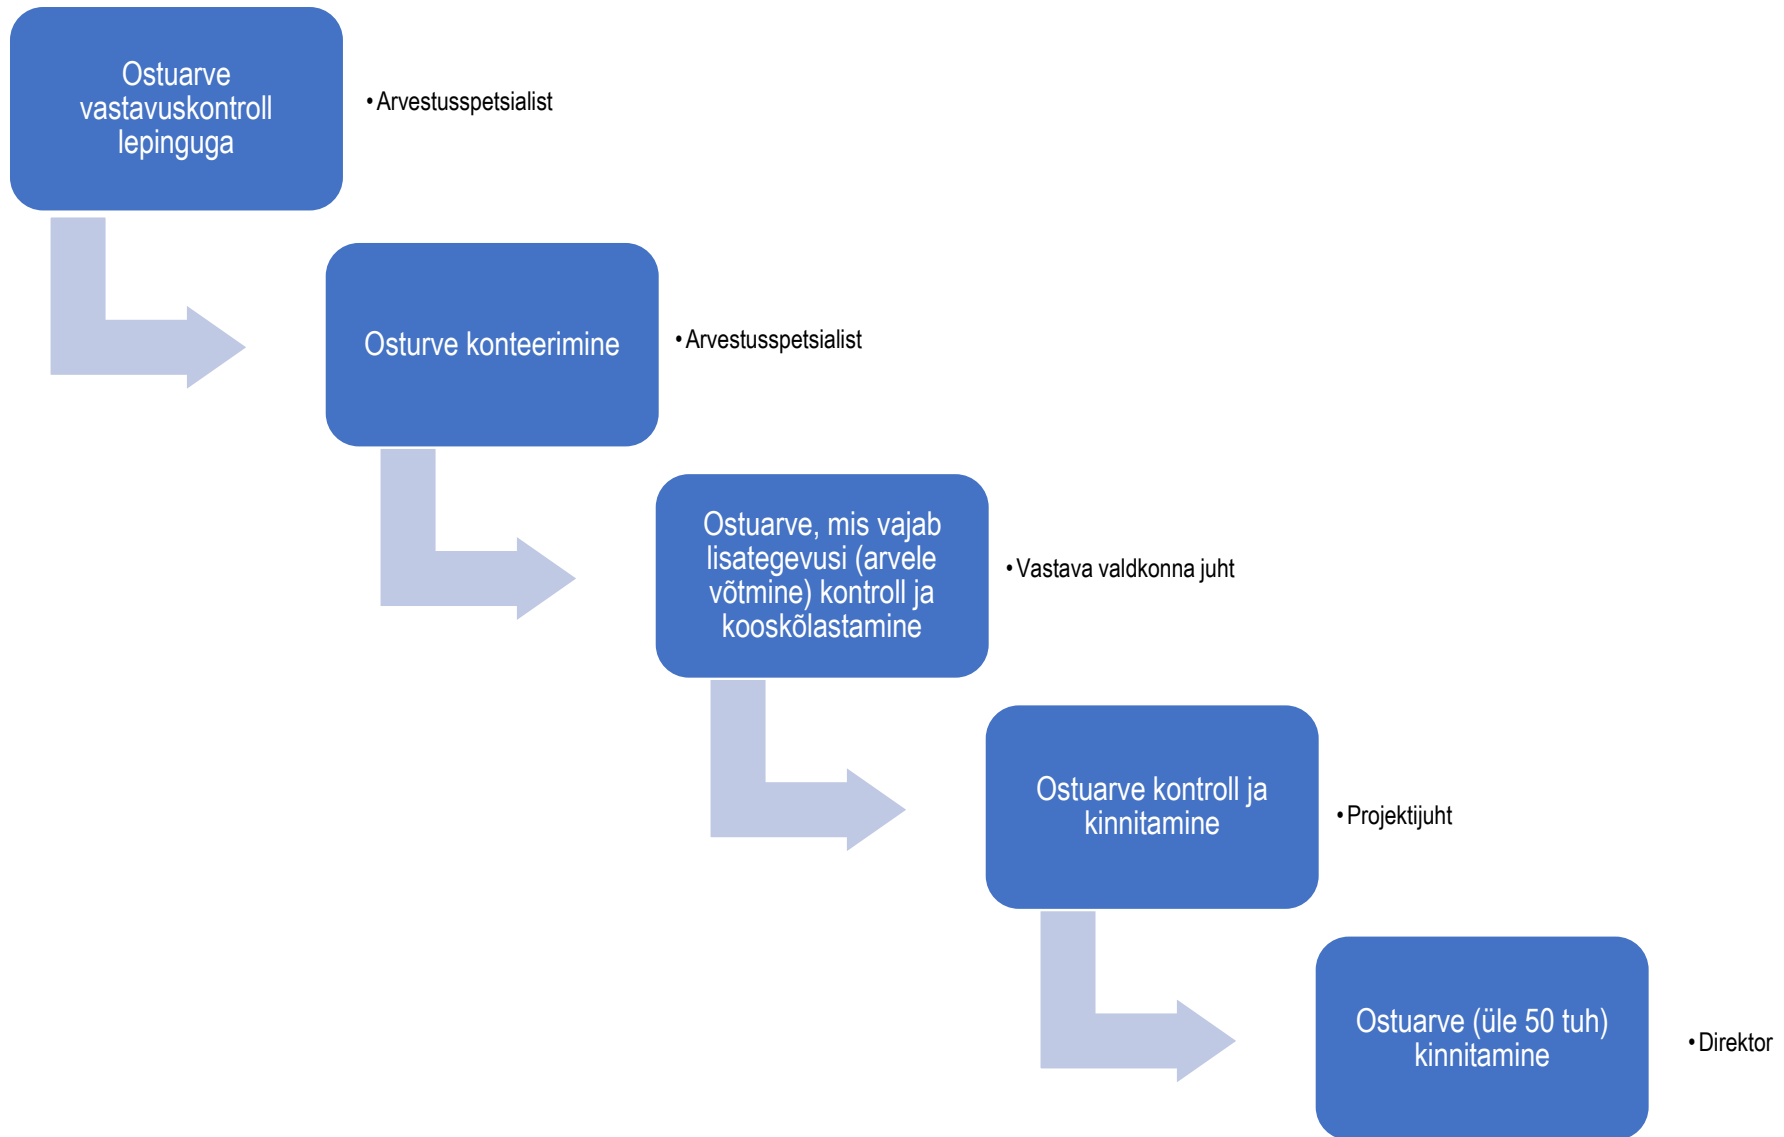 Ostuarve
vastavuskontroll
lepinguga
• Arvestusspetsialist
Osturve konteerimine
• Arvestusspetsialist
Ostuarve, mis vajab
lisategevusi (arvele
võtmine) kontroll ja
kooskõlastamine
• Vastava valdkonna juht
Ostuarve kontroll ja
kinnitamine
• Projektijuht
Ostuarve (üle 50 tuh)
kinnitamine
• Direktor